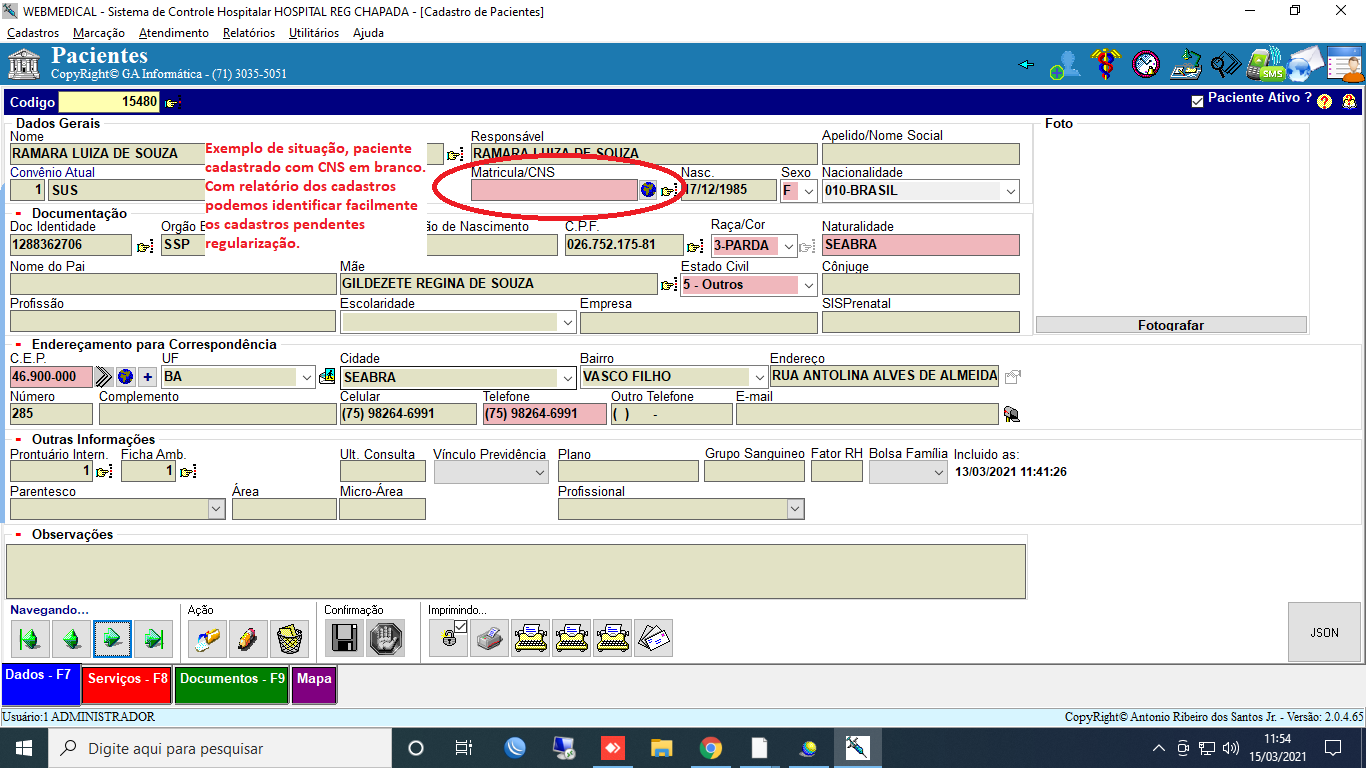 WEBMEDICAL - Sistema de Controle Hospitalar HOSPITAL REG CHAPADA - [Cadastro de Pacientes]
Cadastros Marcação Atendimento Relatórios Utilitários Ajuda
Pacientes
CopyRight© GA Informática - (71) 3035-5051
SMS
Codigo 15480 Paciente Ativo ?
Dados Gerais Foto
Nome Responsável Apelido/Nome Social
RAMARA LUIZA DE SOUZA RAMARA LUIZA DE SOUZA
Exemplo de situação, paciente
cadastrado com CNS em branco.
Com relatório dos cadastros
podemos identificar facilmente
os cadastros pendentes
regularização.
Convênio Atual Matricula/CNS Nasc. Sexo Nacionalidade
1 SUS 17/12/1985 F 010-BRASIL
- Documentação
Doc Identidade Orgão E ão de Nascimento C.P.F. Raça/Cor Naturalidade
1288362706 SSP 026.752.175-81 3-PARDA SEABRA
Nome do Pai Mãe Estado Civil Cônjuge
GILDEZETE REGINA DE SOUZA 5 - Outros
Profissão Escolaridade Empresa SISPrenatal
Fotografar
- Endereçamento para Correspondência
C.E.P. UF Cidade Bairro Endereço
46.900-000 + BA SEABRA VASCO FILHO RUA ANTOLINA ALVES DE ALMEIDA
Número Complemento Celular Telefone Outro Telefone E-mail
285 (75) 98264-6991 (75) 98264-6991 ( ) -
- Outras Informações
Prontuário Intern. Ficha Amb. Ult. Consulta Vínculo Previdência Plano Grupo Sanguineo Fator RH Bolsa Família Incluido as:
1 1 13/03/2021 11:41:26
Parentesco Área Micro-Área Profissional
- Observações
Navegando... Ação Confirmação Imprimindo...
JSON
Dados - F7 Serviços - F8 Documentos - F9 Mapa
Usuário:1 ADMINISTRADOR CopyRight© Antonio Ribeiro dos Santos Jr. - Versão: 2.0.4.65
Digite aqui para pesquisar
11:54
15/03/2021